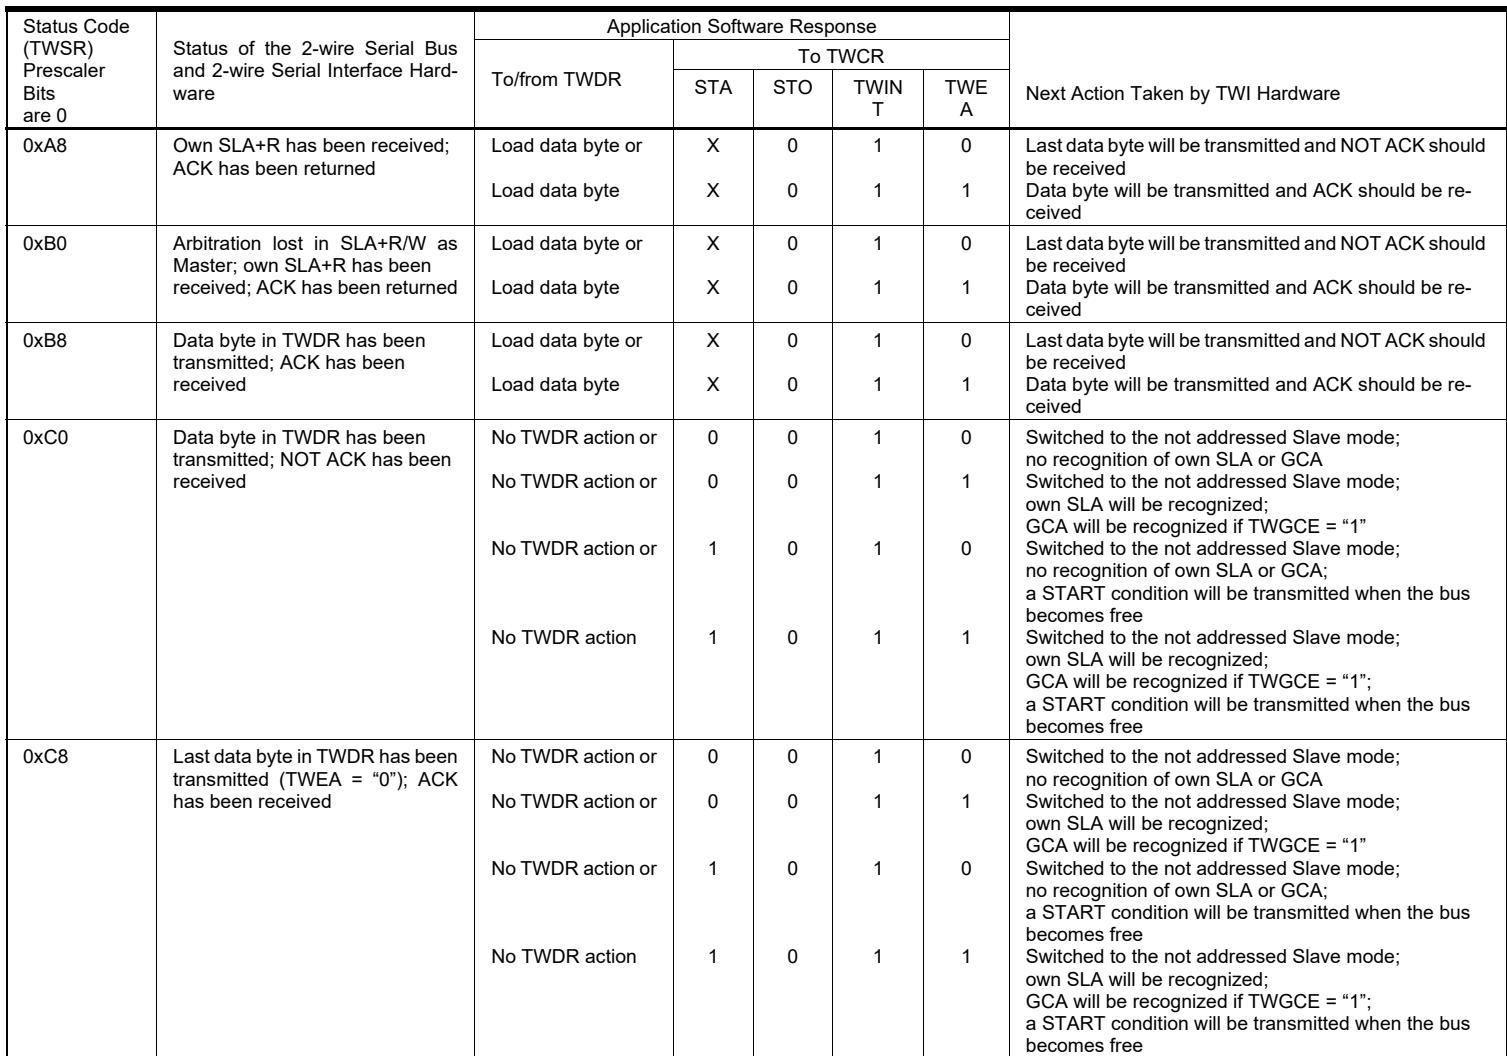 Status Code
(TWSR)
Prescaler
Bits
are 0
Status of the 2-wire Serial Bus
and 2-wire Serial Interface Hard-
ware
Application Software Response
To/from TWDR
To TWCR
STA
STO
TWIN
T
TWE
A
Next Action Taken by TWI Hardware
0xA8
Own SLA+R has been received;
ACK has been returned
Load data byte or
X
0
1
0
Last data byte will be transmitted and NOT ACK should
be received
Load data byte
X
0
1
1
Data byte will be transmitted and ACK should be re-
ceived
0xB0
Arbitration lost in SLA+R/W as
Master; own SLA+R has been
received; ACK has been returned
Load data byte or
X
0
1
0
Last data byte will be transmitted and NOT ACK should
be received
Load data byte
X
0
1
1
Data byte will be transmitted and ACK should be re-
ceived
0xB8
Data byte in TWDR has been
transmitted; ACK has been
received
Load data byte or
X
0
1
0
Last data byte will be transmitted and NOT ACK should
be received
Load data byte
X
0
1
1
Data byte will be transmitted and ACK should be re-
ceived
0xC0
Data byte in TWDR has been
transmitted; NOT ACK has been
received
No TWDR action or
0
0
1
0
Switched to the not addressed Slave mode;
no recognition of own SLA or GCA
No TWDR action or
0
0
1
1
Switched to the not addressed Slave mode;
own SLA will be recognized;
GCA will be recognized if TWGCE = “1”
No TWDR action or
1
0
1
0
Switched to the not addressed Slave mode;
no recognition of own SLA or GCA;
a START condition will be transmitted when the bus
becomes free
No TWDR action
1
0
1
1
Switched to the not addressed Slave mode;
own SLA will be recognized;
GCA will be recognized if TWGCE = “1”;
a START condition will be transmitted when the bus
becomes free
0xC8
Last data byte in TWDR has been
transmitted (TWEA = “0”); ACK
has been received
No TWDR action or
0
0
1
0
Switched to the not addressed Slave mode;
no recognition of own SLA or GCA
No TWDR action or
0
0
1
1
Switched to the not addressed Slave mode;
own SLA will be recognized;
GCA will be recognized if TWGCE = “1”
No TWDR action or
1
0
1
0
Switched to the not addressed Slave mode;
no recognition of own SLA or GCA;
a START condition will be transmitted when the bus
becomes free
No TWDR action
1
0
1
1
Switched to the not addressed Slave mode;
own SLA will be recognized;
GCA will be recognized if TWGCE = “1”;
a START condition will be transmitted when the bus
becomes free